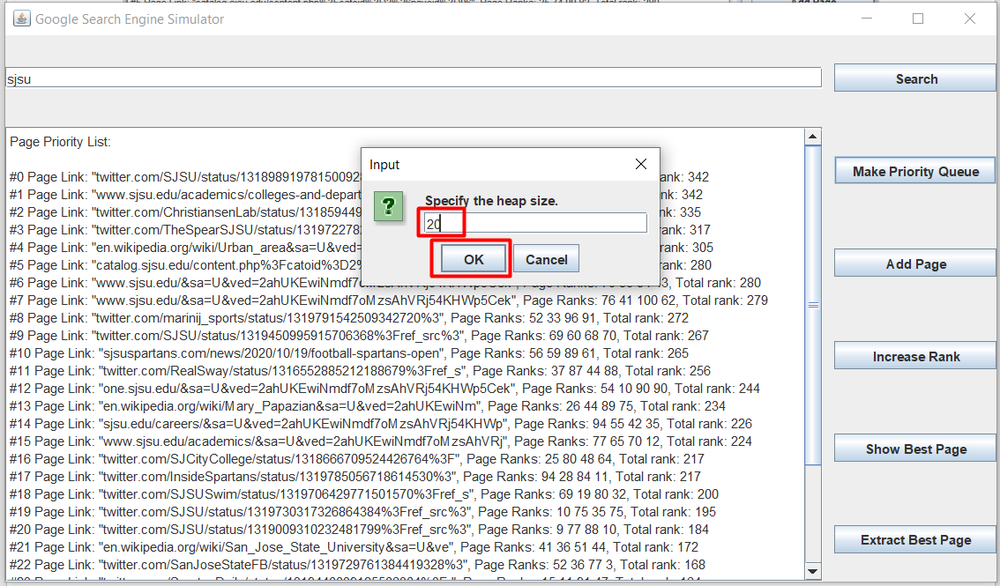 Google Search Engine Simulator
sjsu
Search
Page Priority List:
Make Priority Queue
Add Page
Increase Rank
Show Best Page
Extract Best Page
Input
Specify the heap size.
20
OK Cancel
#0 Page Link: "twitter.com/SJSU/status/13189891978150092 ank: 342
#1 Page Link: "www.sjsu.edu/academics/colleges-and-depart ank: 342
#2 Page Link: "twitter.com/ChristiansenLab/status/131859449 ank: 335
#3 Page Link: "twitter.com/TheSpearSJSU/status/131972278 ank: 317
#4 Page Link: "en.wikipedia.org/wiki/Urban_area&sa=U&ved= ank: 305
#5 Page Link: "catalog.sjsu.edu/content.php%3Fcatoid%3D2% ank: 280
#6 Page Link: "www.sjsu.edu/&sa=U&ved=2ahUKEwiNmdf7o 3, Total rank: 280
#7 Page Link: "www.sjsu.edu/&sa=U&ved=2ahUKEwiNmdf7oMzsAhVRj54KHWp5Cek", Page Ranks: 76 41 100 62, Total rank: 279
#8 Page Link: "twitter.com/marinij_sports/status/1319791542509342720%3", Page Ranks: 52 33 96 91, Total rank: 272
#9 Page Link: "twitter.com/SJSU/status/1319450995915706368%3Fref_src%3", Page Ranks: 69 60 68 70, Total rank: 267
#10 Page Link: "sjsuspartans.com/news/2020/10/19/football-spartans-open", Page Ranks: 56 59 89 61, Total rank: 265
#11 Page Link: "twitter.com/RealSway/status/1316552885212188679%3Fref_s", Page Ranks: 37 87 44 88, Total rank: 256
#12 Page Link: "one.sjsu.edu/&sa=U&ved=2ahUKEwiNmdf7oMzsAhVRj54KHWp5Cek", Page Ranks: 54 10 90 90, Total rank: 244
#13 Page Link: "en.wikipedia.org/wiki/Mary_Papazian&sa=U&ved=2ahUKEwiNm", Page Ranks: 26 44 89 75, Total rank: 234
#14 Page Link: "sjsu.edu/careers/&sa=U&ved=2ahUKEwiNmdf7oMzsAhVRj54KHWp", Page Ranks: 94 55 42 35, Total rank: 226
#15 Page Link: "www.sjsu.edu/academics/&sa=U&ved=2ahUKEwiNmdf7oMzsAhVRj", Page Ranks: 77 65 70 12, Total rank: 224
#16 Page Link: "twitter.com/SJCityCollege/status/1318666709524426764%3F", Page Ranks: 25 80 48 64, Total rank: 217
#17 Page Link: "twitter.com/InsideSpartans/status/1319785056718614530%3", Page Ranks: 94 28 84 11, Total rank: 217
#18 Page Link: "twitter.com/SJSUSwim/status/1319706429771501570%3Fref_s", Page Ranks: 69 19 80 32, Total rank: 200
#19 Page Link: "twitter.com/SJSU/status/1319730317326864384%3Fref_src%3", Page Ranks: 10 75 35 75, Total rank: 195
#20 Page Link: "twitter.com/SJSU/status/1319009310232481799%3Fref_src%3", Page Ranks: 9 77 88 10, Total rank: 184
#21 Page Link: "en.wikipedia.org/wiki/San_Jose_State_University&sa=U&ve", Page Ranks: 41 36 51 44, Total rank: 172
#22 Page Link: "twitter.com/SanJoseStateFB/status/1319729761384419328%3", Page Ranks: 52 36 77 3, Total rank: 168